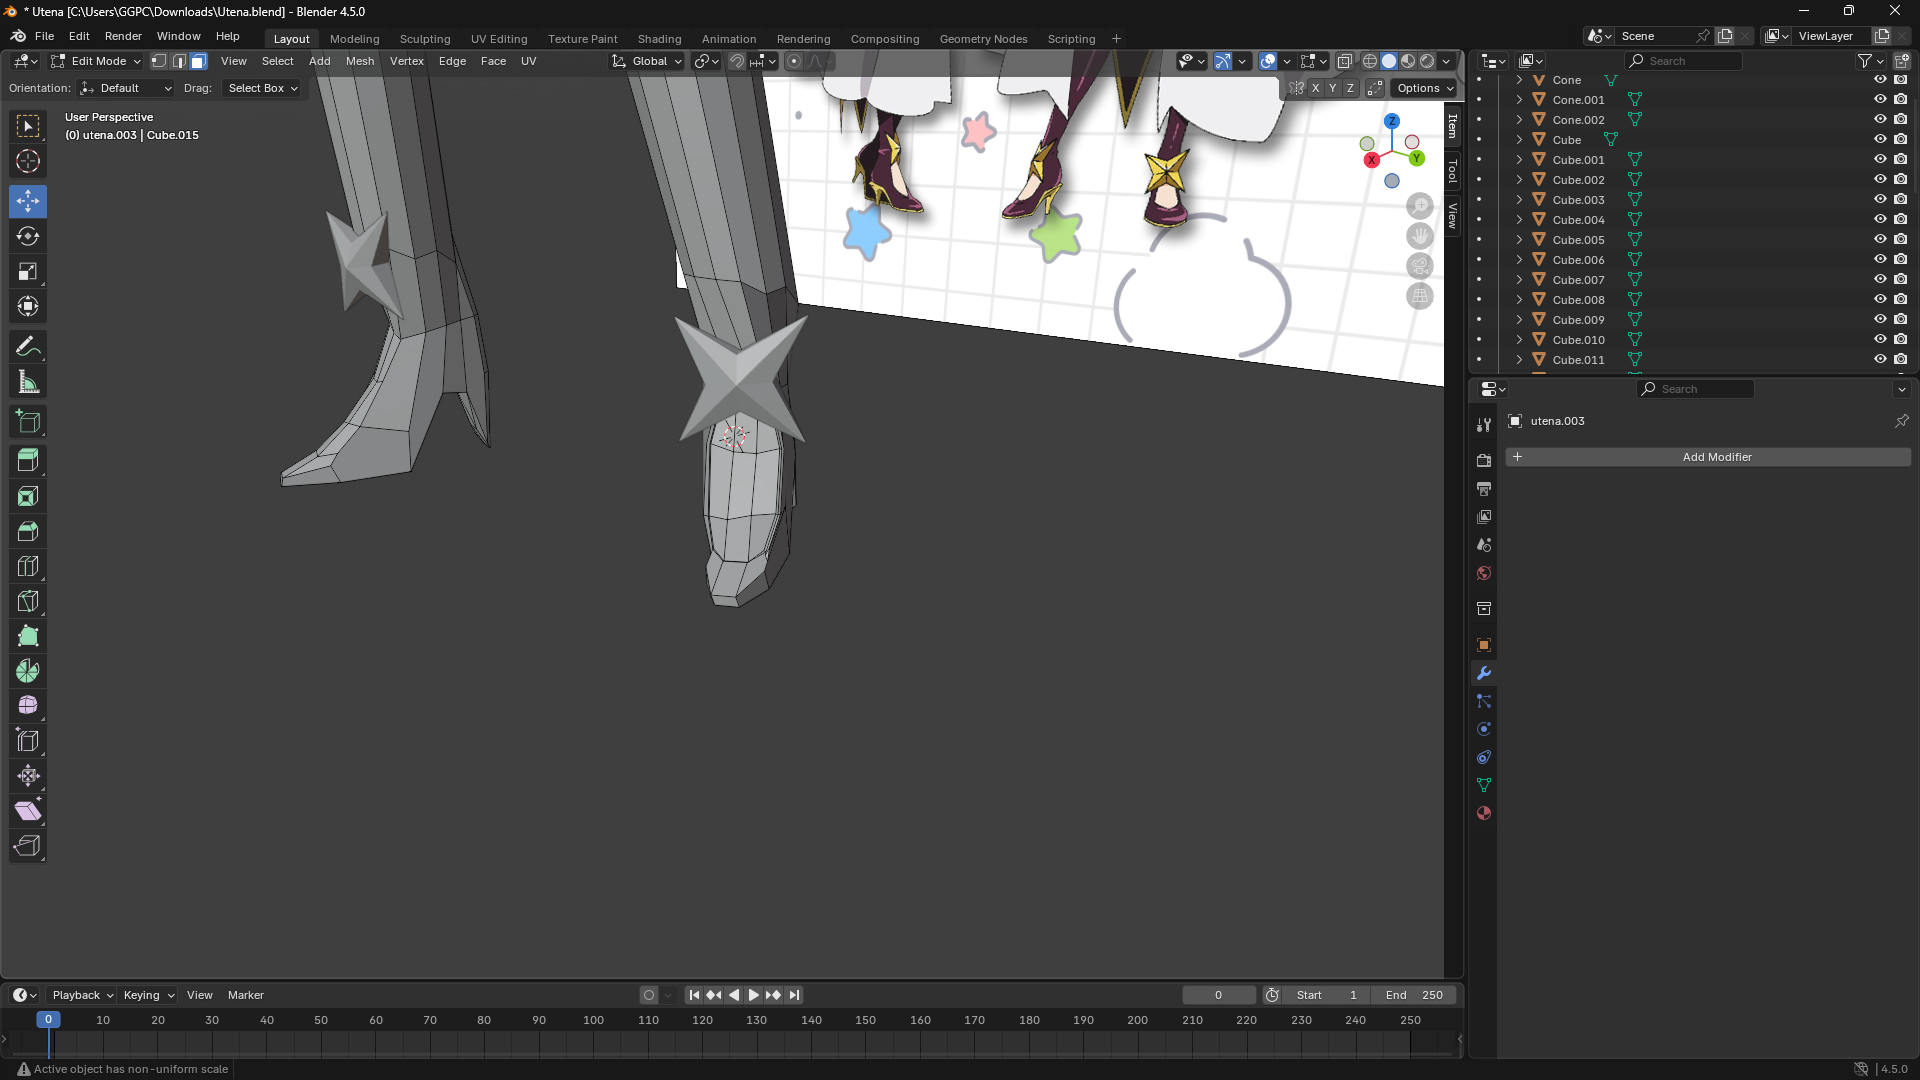 * Utena [C:\Users\GGPC\Downloads\Utena.blend] - Blender 4.5.0
File Edit Render Window Help
Layout Modeling Sculpting UV Editing Texture Paint Shading Animation Rendering Compositing Geometry Nodes Scripting +
Scene
ViewLayer
Edit Mode View Select Add Mesh Vertex Edge Face UV
Global
Search
Orientation: Default Drag: Select Box
X Y Z Options
User Perspective
(0) utena.003 | Cube.015
Z
X
Y
Item
Tool
View
Cone
Cone.001
Cone.002
Cube
Cube.001
Cube.002
Cube.003
Cube.004
Cube.005
Cube.006
Cube.007
Cube.008
Cube.009
Cube.010
Cube.011
Search
utena.003
+ Add Modifier
Playback Keying View Marker
0 Start 1 End 250
0 10 20 30 40 50 60 70 80 90 100 110 120 130 140 150 160 170 180 190 200 210 220 230 240 250
Active object has non-uniform scale
4.5.0